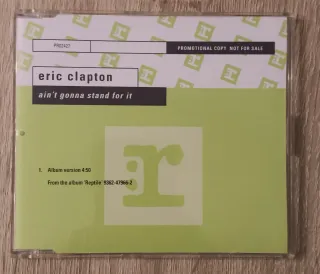 PR02427
PROMOTIONAL COPY NOT FOR SALE
eric clapton
ain't gonna stand for it
r
1. Album version 4:50
From the album 'Reptile' 9362-47966-2